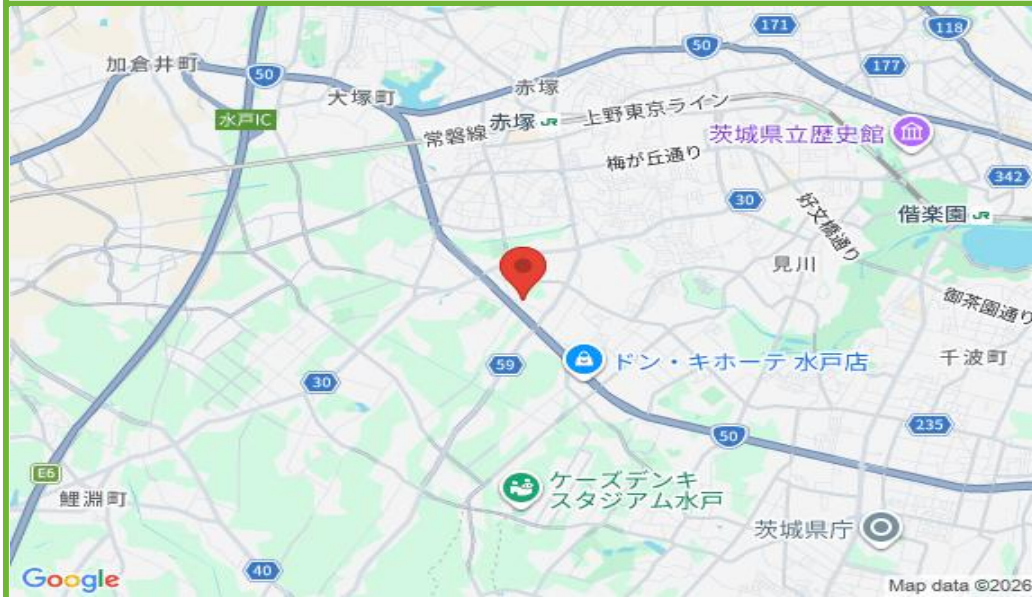 171
118
50
177
加倉井町
50
大塚町
赤塚
水戸IC
常磐線
赤塚 JR
上野東京ライン
茨城県立歴史館
梅が丘通り
342
30
好文橋通り
偕楽園 JR
見川
御茶園通り
千波町
59
ドン・キホーテ 水戸店
30
235
50
E6
鯉淵町
ケーズデンキ
スタジアム水戸
茨城県庁
40
Google
Map data ©2026